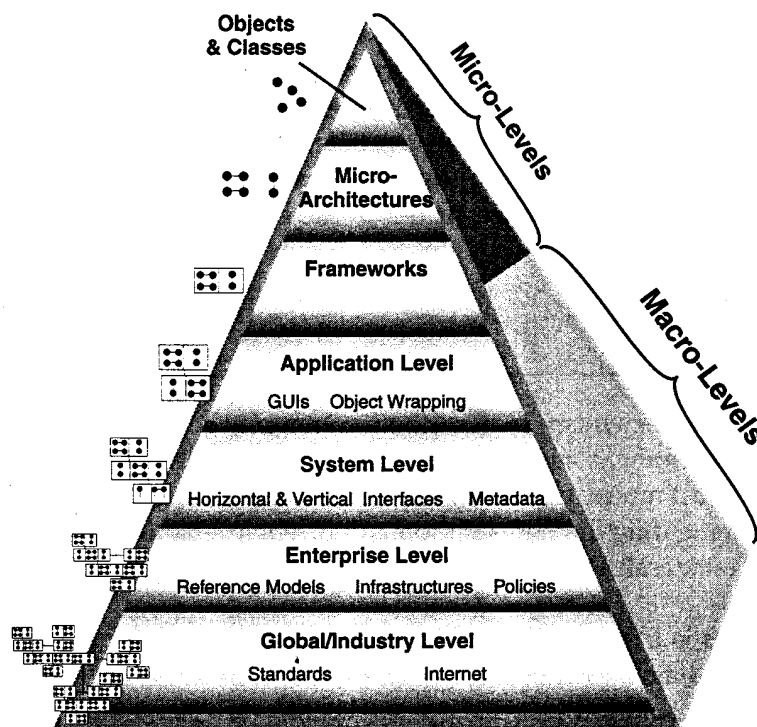 Objects
& Classes
Micro-Levels
Micro-
Architectures
Frameworks
Macro-Levels
Application Level
GUIs Object Wrapping
System Level
Horizontal & Vertical Interfaces Metadata
Enterprise Level
Reference Models Infrastructures Policies
Global/Industry Level
Standards Internet